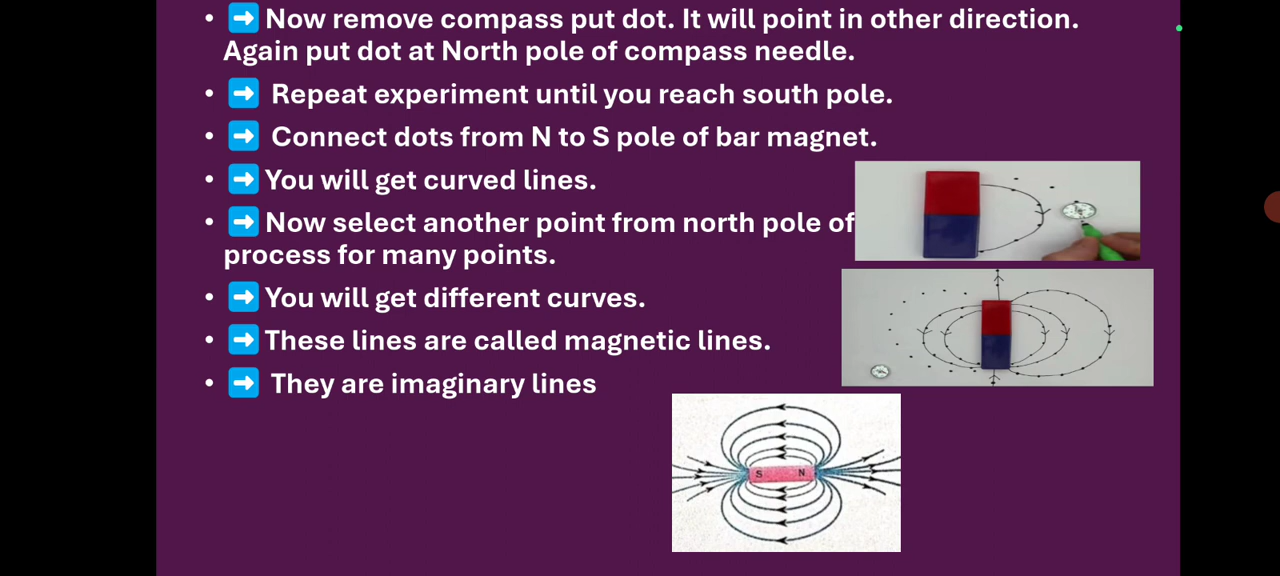 • ➡ Now remove compass put dot. It will point in other direction.
Again put dot at North pole of compass needle.
• ➡ Repeat experiment until you reach south pole.
• ➡ Connect dots from N to S pole of bar magnet.
• ➡ You will get curved lines.
• ➡ Now select another point from north pole of
process for many points.
• ➡ You will get different curves.
• ➡ These lines are called magnetic lines.
• ➡ They are imaginary lines
S N